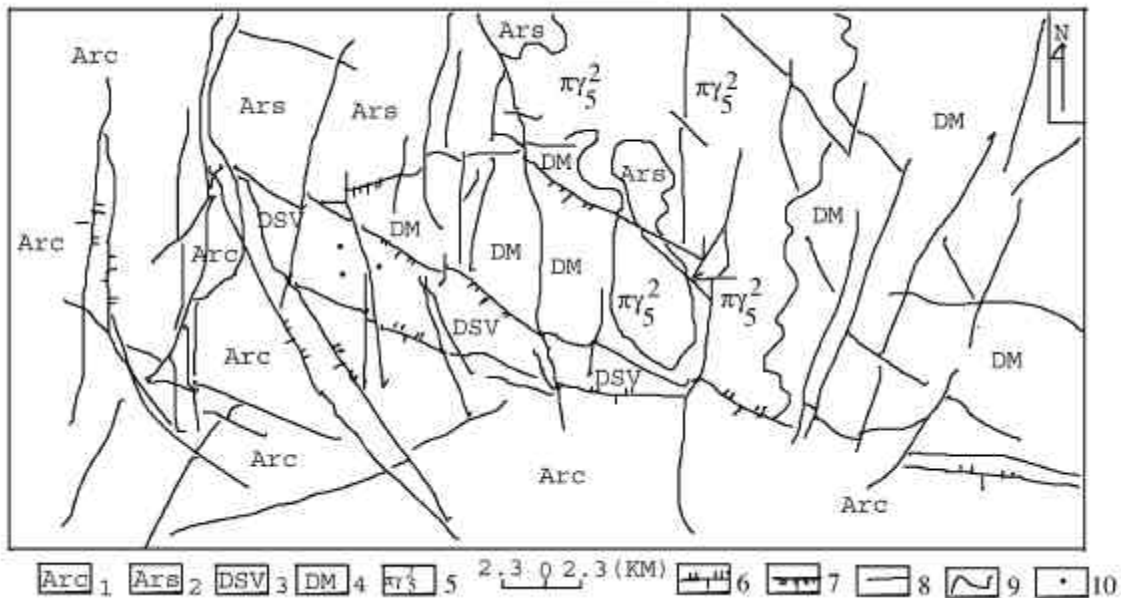 Ars N
Arc
πγ₅² πγ₅²
Ars Ars DM
DM
Ars
DSV DM
DM
Arc Arc DM DM
πγ₅² πγ₅²
DSV
Arc DM
DSV
Arc Arc Arc
Arc 1 Ars 2 DSV 3 DM 4 πγ₅² 5 2.3 0 2.3 (KM) 6 7 8 9 10